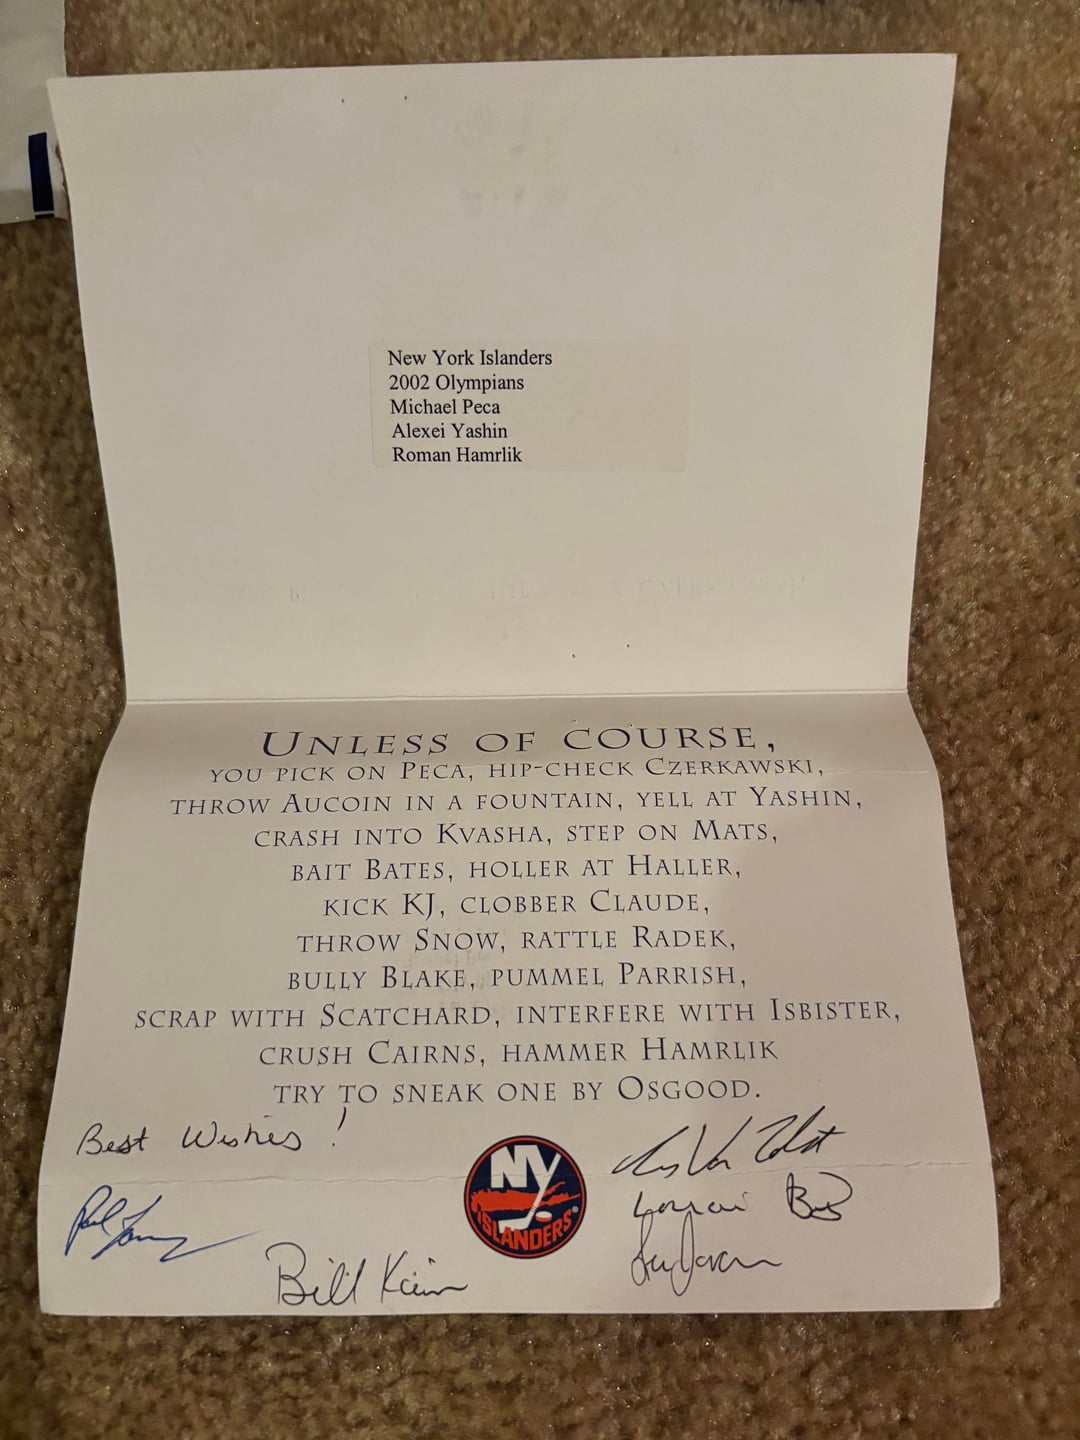 New York Islanders
2002 Olympians
Michael Peca
Alexei Yashin
Roman Hamrlik
UNLESS OF COURSE,
YOU PICK ON PECA, HIP-CHECK CZERKAWSKI,
THROW AUCOIN IN A FOUNTAIN, YELL AT YASHIN,
CRASH INTO KVASHA, STEP ON MATS,
BAIT BATES, HOLLER AT HALLER,
KICK KJ, CLOBBER CLAUDE,
THROW SNOW, RATTLE RADEK,
BULLY BLAKE, PUMMEL PARRISH,
SCRAP WITH SCATCHARD, INTERFERE WITH ISBISTER,
CRUSH CAIRNS, HAMMER HAMRLIK
TRY TO SNEAK ONE BY OSGOOD.
Best Wishes!
NY
ISLANDERS
Bill